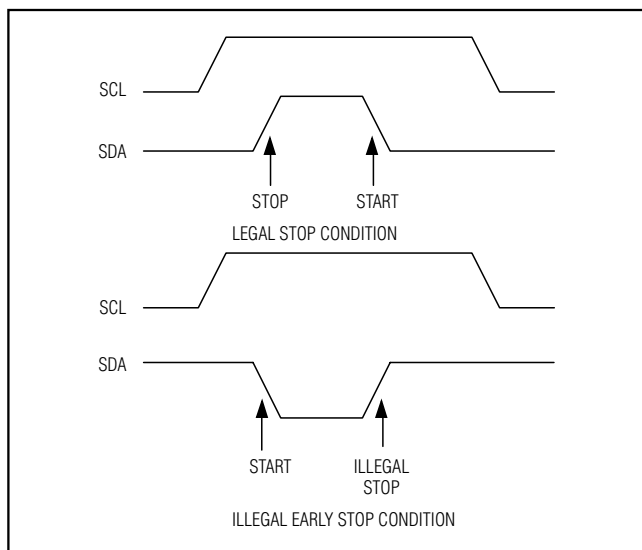 SCL
SDA
STOP START
LEGAL STOP CONDITION
SCL
SDA
START ILLEGAL
STOP
ILLEGAL EARLY STOP CONDITION